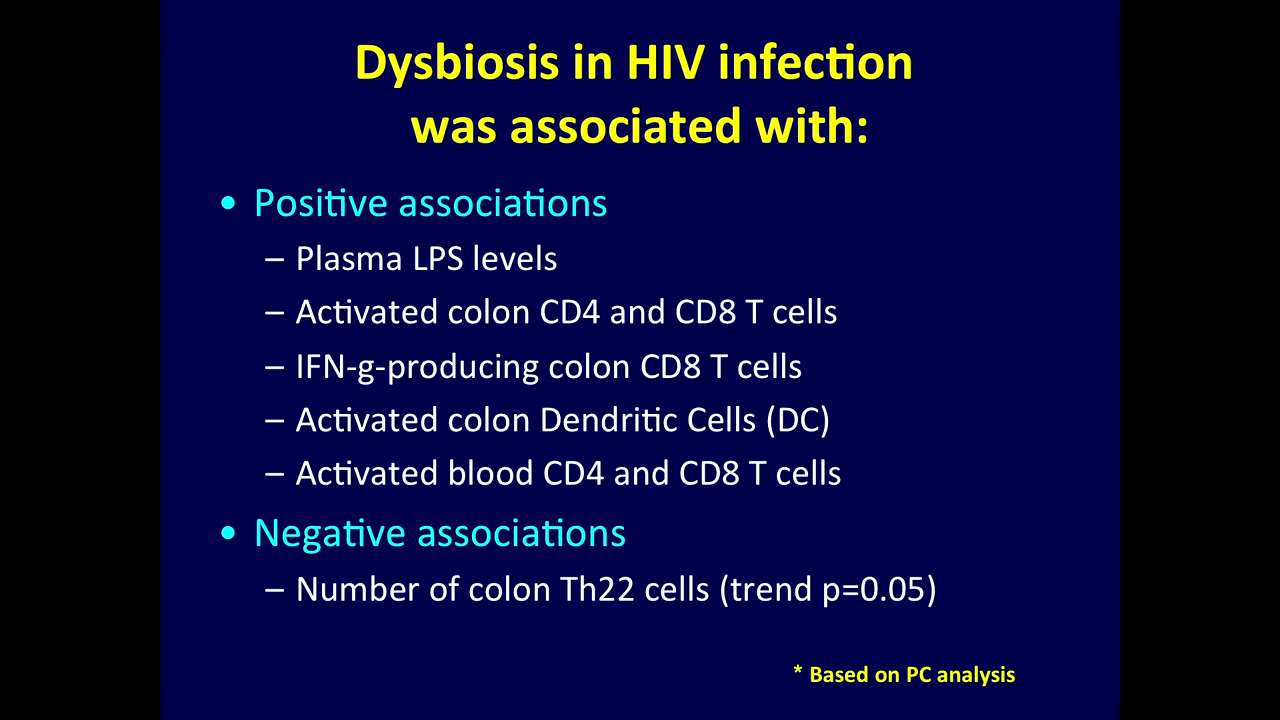 Dysbiosis in HIV infection
was associated with:
• Positive associations
– Plasma LPS levels
– Activated colon CD4 and CD8 T cells
– IFN-g-producing colon CD8 T cells
– Activated colon Dendritic Cells (DC)
– Activated blood CD4 and CD8 T cells
• Negative associations
– Number of colon Th22 cells (trend p=0.05)
* Based on PC analysis